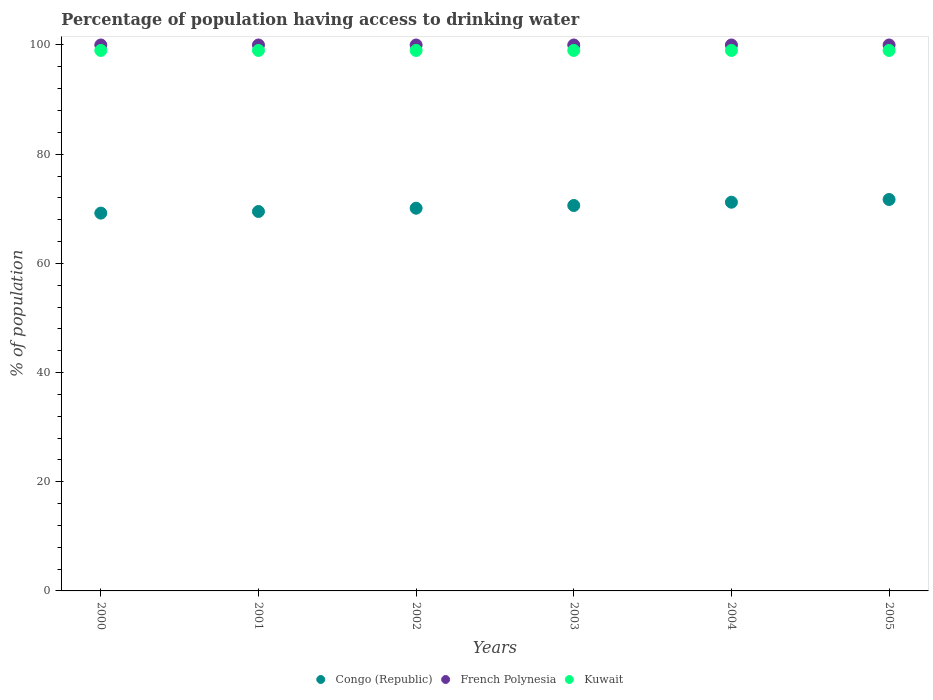 Percentage of population having access to drinking water
% of population
100
80
60
40
20
0
2000
2001
2002
2003
2004
2005
Years
Congo (Republic)
French Polynesia
Kuwait